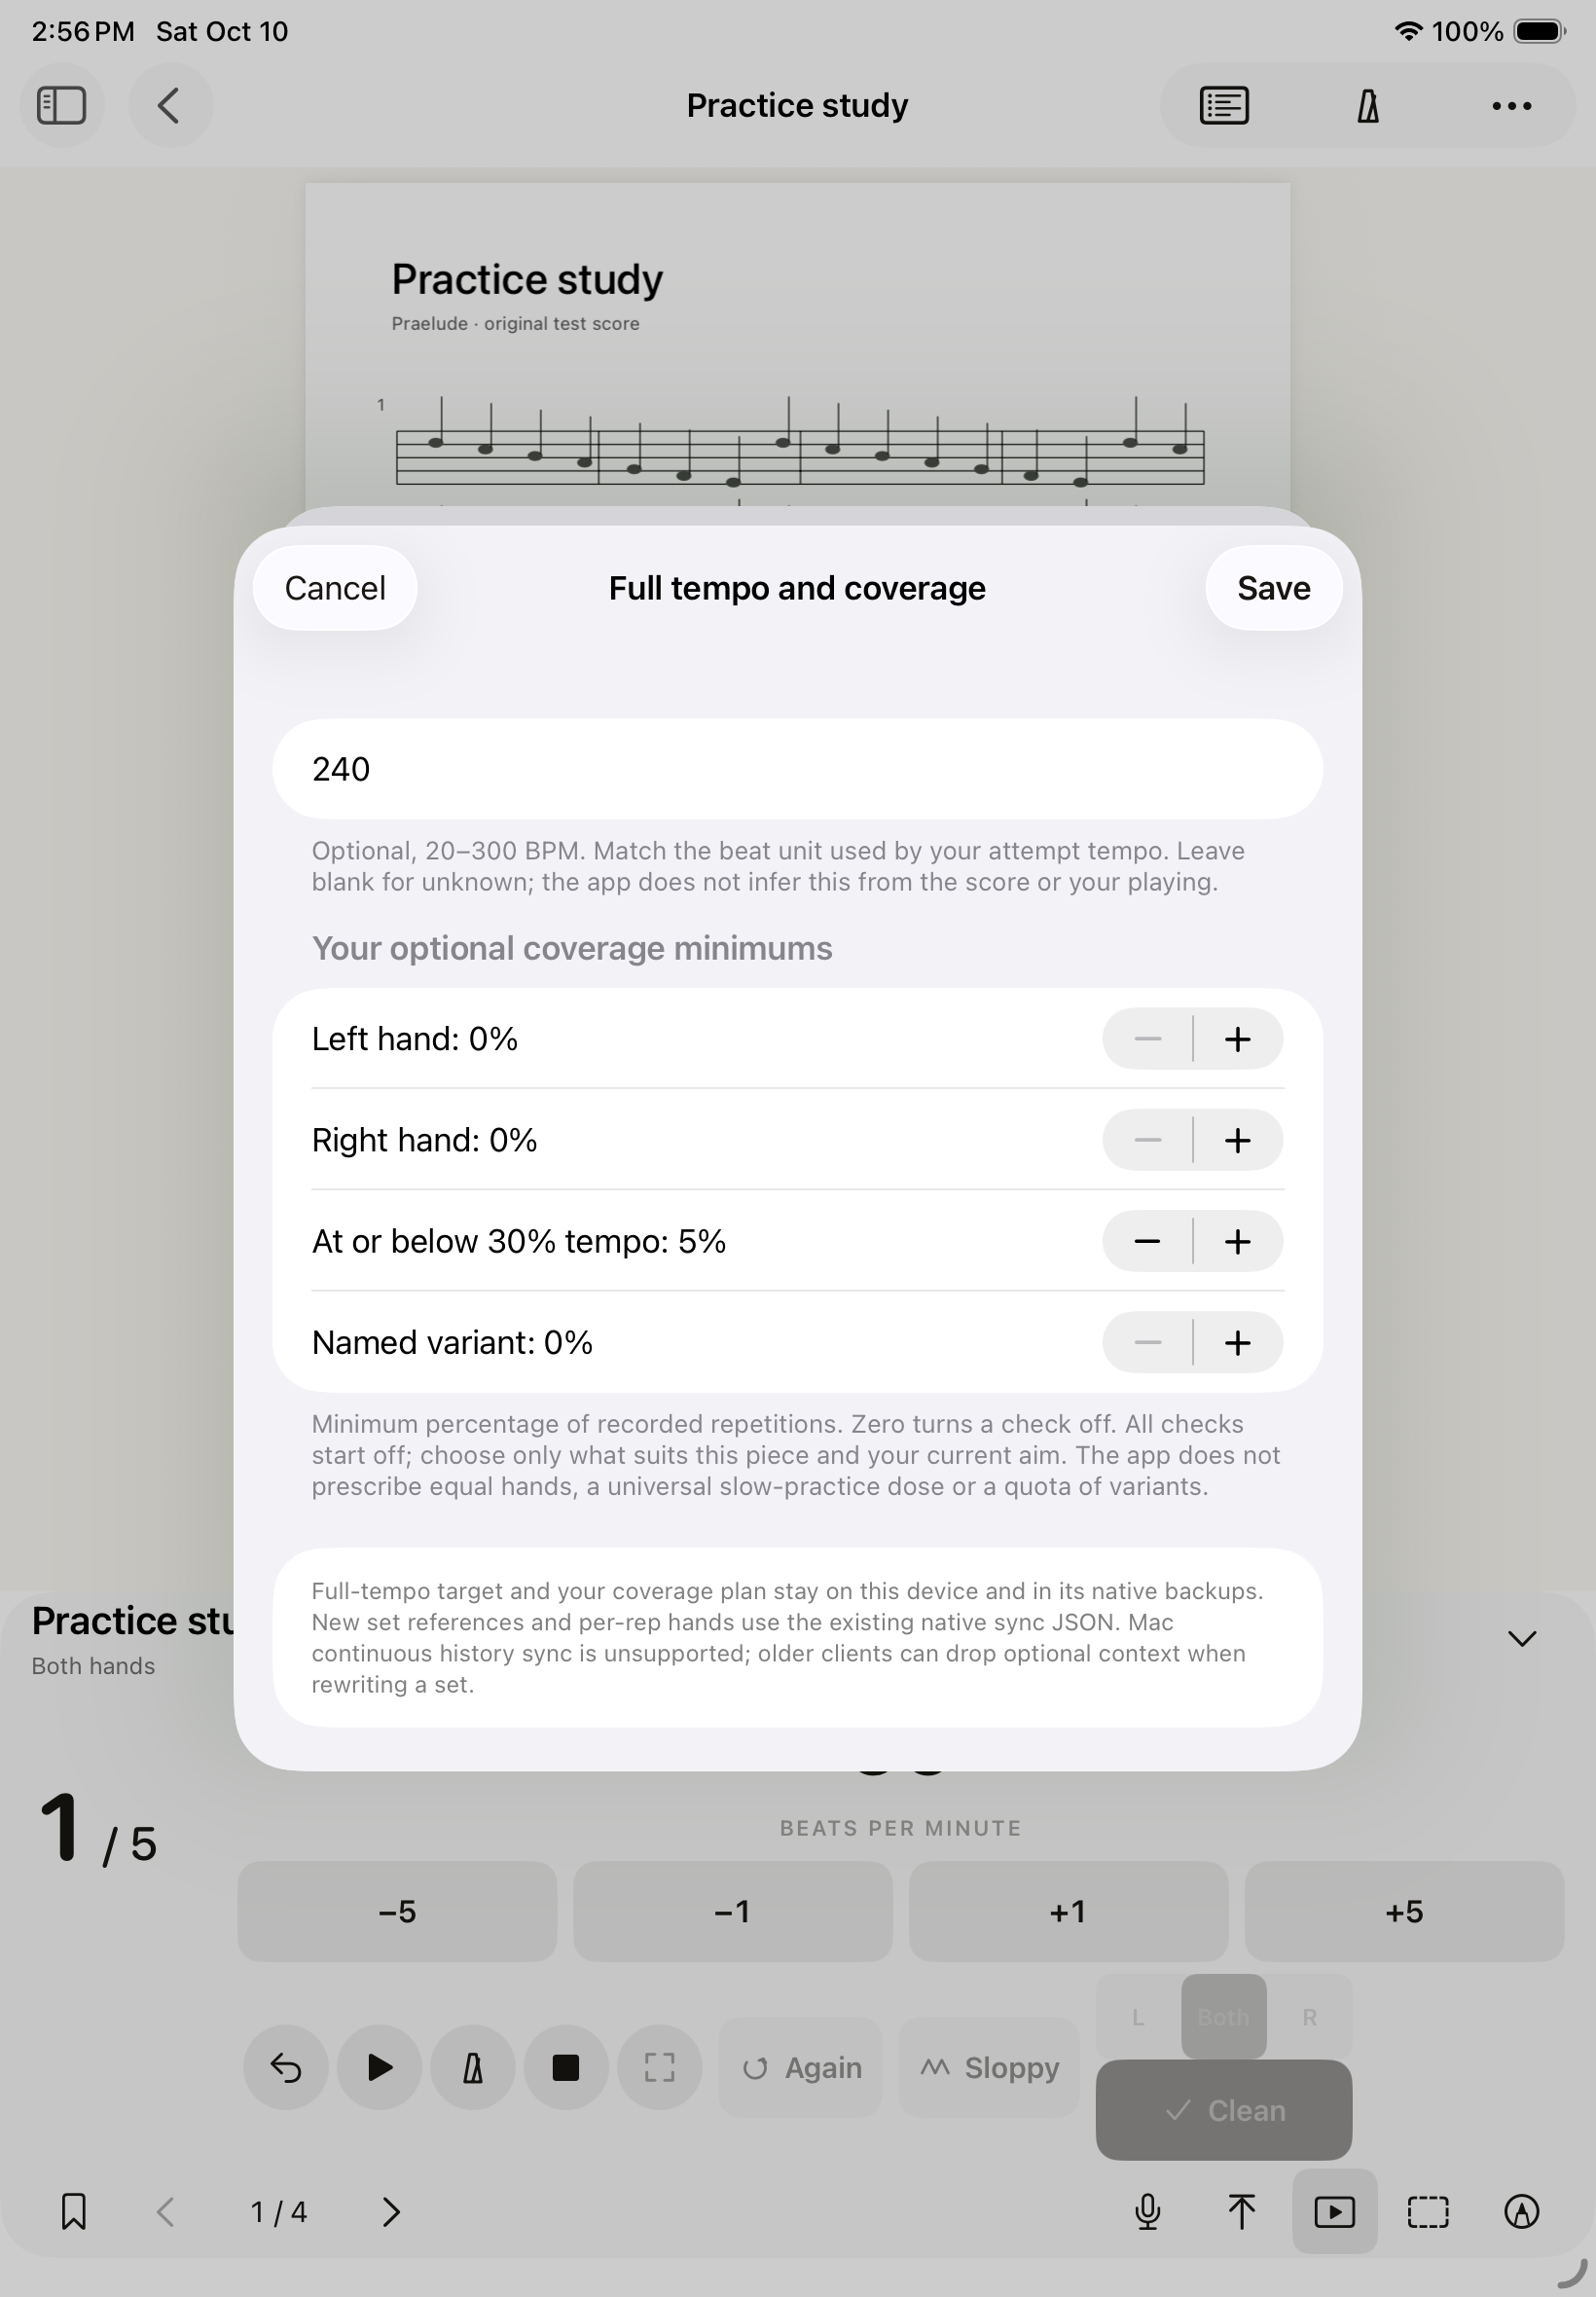 2:56 PM Sat Oct 10
100%
Practice study
Practice study
Praelude · original test score
1
Cancel
Full tempo and coverage
Save
240
Optional, 20–300 BPM. Match the beat unit used by your attempt tempo. Leave
blank for unknown; the app does not infer this from the score or your playing.
Your optional coverage minimums
Left hand: 0%
Right hand: 0%
At or below 30% tempo: 5%
Named variant: 0%
Minimum percentage of recorded repetitions. Zero turns a check off. All checks
start off; choose only what suits this piece and your current aim. The app does not
prescribe equal hands, a universal slow-practice dose or a quota of variants.
Full-tempo target and your coverage plan stay on this device and in its native backups.
New set references and per-rep hands use the existing native sync JSON. Mac
continuous history sync is unsupported; older clients can drop optional context when
rewriting a set.
Practice stu
Both hands
1 / 5
BEATS PER MINUTE
–5 –1 +1 +5
L Both R
Again Sloppy
Clean
1 / 4